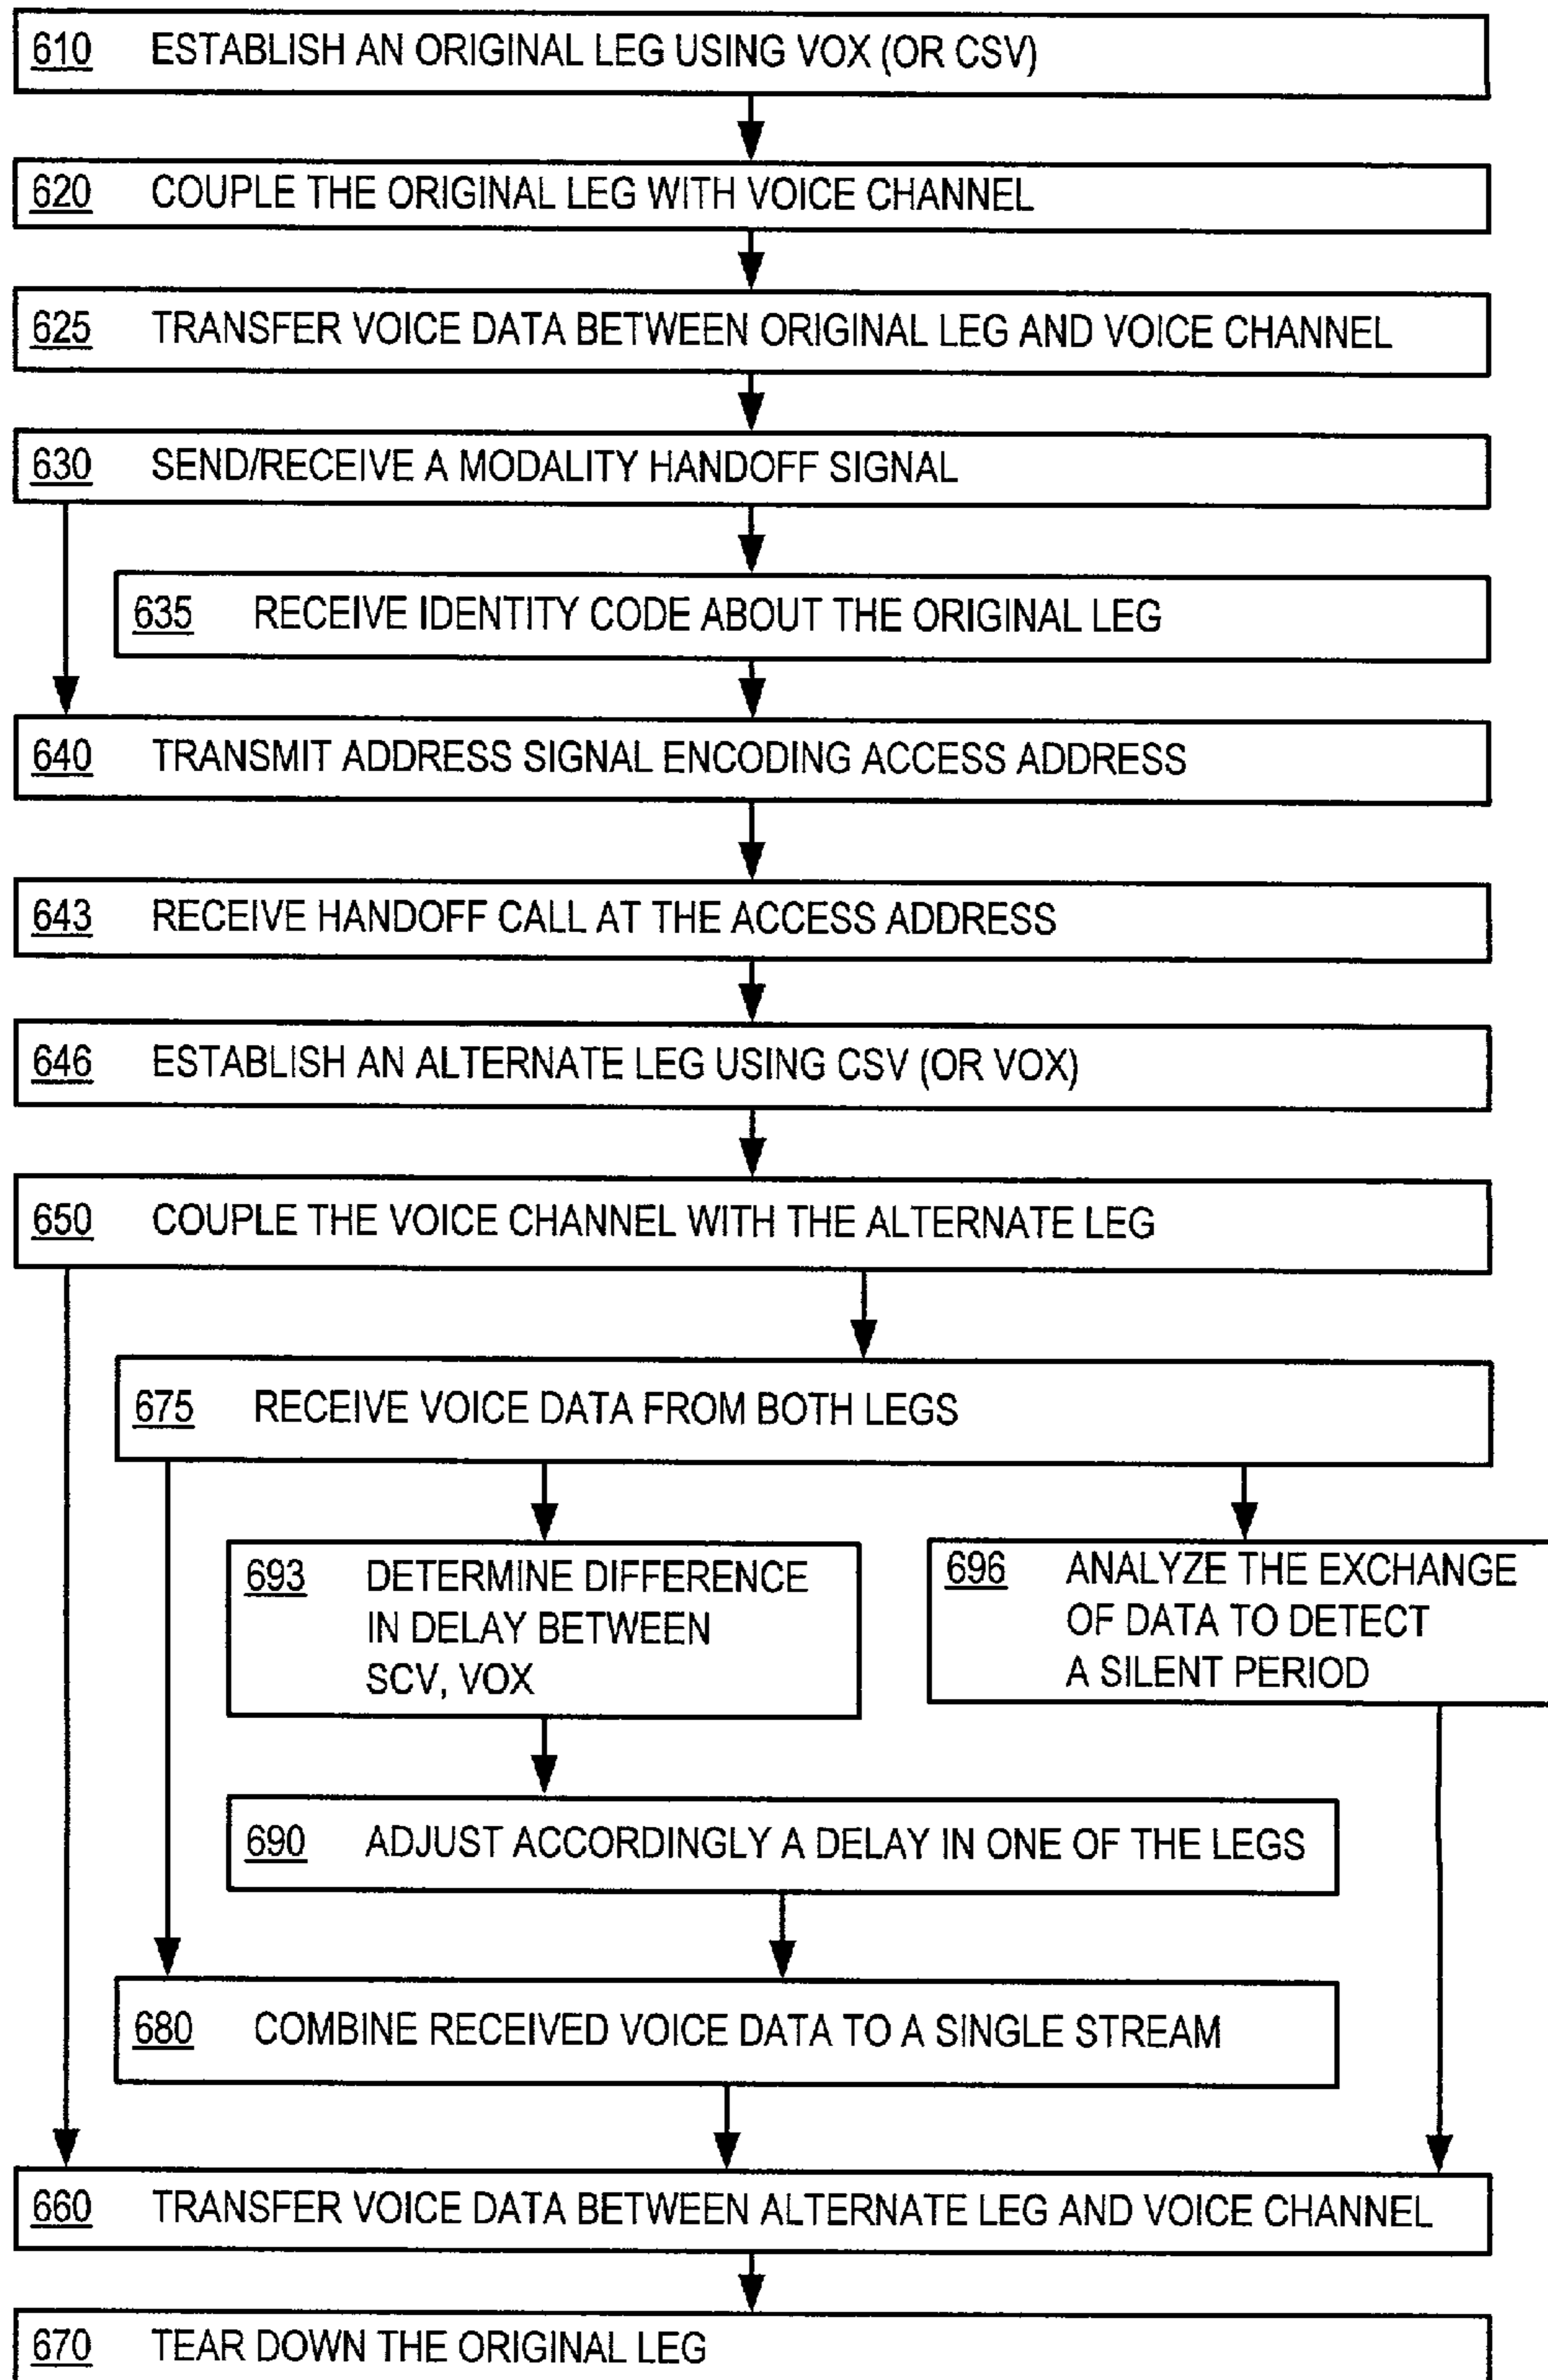 610 ESTABLISH AN ORIGINAL LEG USING VOX (OR CSV)
620 COUPLE THE ORIGINAL LEG WITH VOICE CHANNEL
625 TRANSFER VOICE DATA BETWEEN ORIGINAL LEG AND VOICE CHANNEL
630 SEND/RECEIVE A MODALITY HANDOFF SIGNAL
635 RECEIVE IDENTITY CODE ABOUT THE ORIGINAL LEG
640 TRANSMIT ADDRESS SIGNAL ENCODING ACCESS ADDRESS
643 RECEIVE HANDOFF CALL AT THE ACCESS ADDRESS
646 ESTABLISH AN ALTERNATE LEG USING CSV (OR VOX)
650 COUPLE THE VOICE CHANNEL WITH THE ALTERNATE LEG
675 RECEIVE VOICE DATA FROM BOTH LEGS
693 DETERMINE DIFFERENCE
IN DELAY BETWEEN
SCV, VOX
696 ANALYZE THE EXCHANGE
OF DATA TO DETECT
A SILENT PERIOD
690 ADJUST ACCORDINGLY A DELAY IN ONE OF THE LEGS
680 COMBINE RECEIVED VOICE DATA TO A SINGLE STREAM
660 TRANSFER VOICE DATA BETWEEN ALTERNATE LEG AND VOICE CHANNEL
670 TEAR DOWN THE ORIGINAL LEG